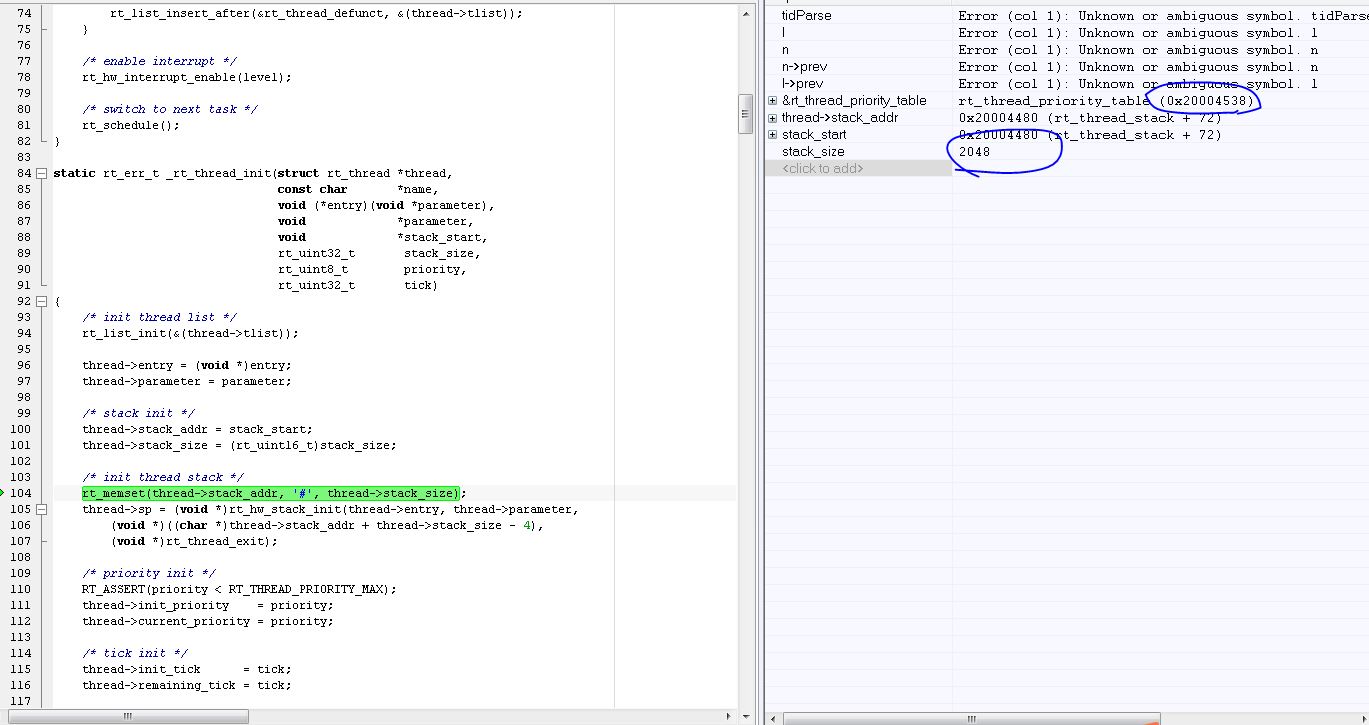 74 rt_list_insert_after(&rt_thread_defunct, &(thread->tlist));
75 }
76
77 /* enable interrupt */
78 rt_hw_interrupt_enable(level);
79
80 /* switch to next task */
81 rt_schedule();
82 }
83
84 static rt_err_t _rt_thread_init(struct rt_thread *thread,
85 const char *name,
86 void (*entry)(void *parameter),
87 void *parameter,
88 void *stack_start,
89 rt_uint32_t stack_size,
90 rt_uint8_t priority,
91 rt_uint32_t tick)
92 {
93 /* init thread list */
94 rt_list_init(&(thread->tlist));
95
96 thread->entry = (void *)entry;
97 thread->parameter = parameter;
98
99 /* stack init */
100 thread->stack_addr = stack_start;
101 thread->stack_size = (rt_uint16_t)stack_size;
102
103 /* init thread stack */
104 rt_memset(thread->stack_addr, '#', thread->stack_size);
105 thread->sp = (void *)rt_hw_stack_init(thread->entry, thread->parameter,
106 (void *)((char *)thread->stack_addr + thread->stack_size - 4),
107 (void *)rt_thread_exit);
108
109 /* priority init */
110 RT_ASSERT(priority < RT_THREAD_PRIORITY_MAX);
111 thread->init_priority = priority;
112 thread->current_priority = priority;
113
114 /* tick init */
115 thread->init_tick = tick;
116 thread->remaining_tick = tick;
117
tidParse Error (col 1): Unknown or ambiguous symbol. tidParse
l Error (col 1): Unknown or ambiguous symbol. l
n Error (col 1): Unknown or ambiguous symbol. n
n->prev Error (col 1): Unknown or ambiguous symbol. n
l->prev Error (col 1): Unknown or ambiguous symbol. l
&rt_thread_priority_table rt_thread_priority_table (0x20004538)
thread->stack_addr 0x20004480 (rt_thread_stack + 72)
stack_start 0x20004480 (rt_thread_stack + 72)
stack_size 2048
<click to add>